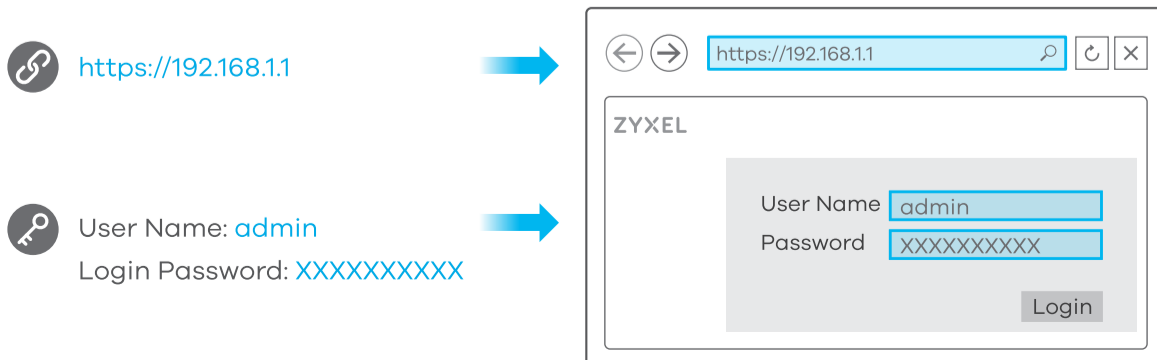 https://192.168.1.1
https://192.168.1.1
ZYXEL
User Name: admin
Login Password: XXXXXXXXXX
User Name admin
Password XXXXXXXXXX
Login